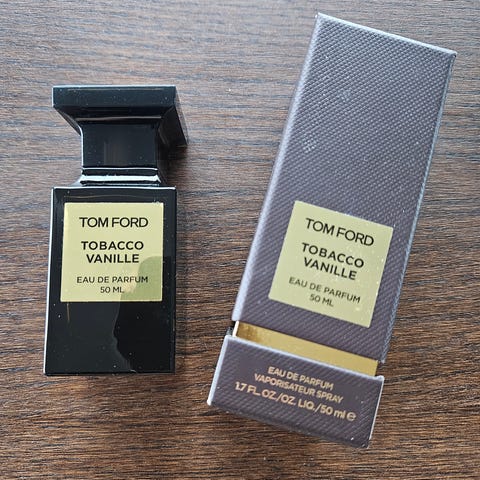 TOM FORD
TOBACCO
VANILLE
EAU DE PARFUM
50 ML
TOM FORD
TOBACCO
VANILLE
EAU DE PARFUM
50 ML
EAU DE PARFUM
VAPORISATEUR SPRAY
1.7 FL. OZ./OZ. LIQ./50 ml ℮